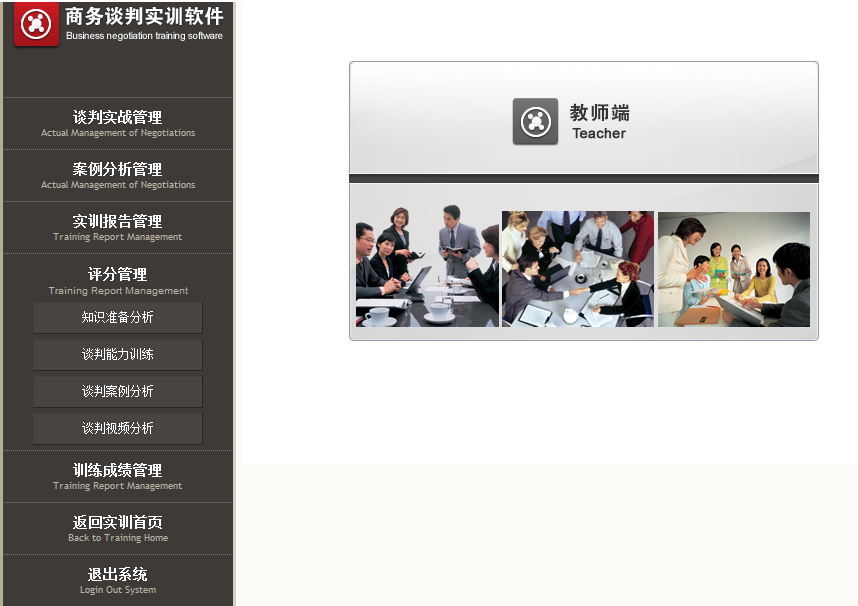 商务谈判实训软件
Business negotiation training software
谈判实战管理
Actual Management of Negotiations
案例分析管理
Actual Management of Negotiations
实训报告管理
Training Report Management
评分管理
Training Report Management
知识准备分析
谈判能力训练
谈判案例分析
谈判视频分析
训练成绩管理
Training Report Management
返回实训首页
Back to Training Home
退出系统
Login Out System
教师端
Teacher